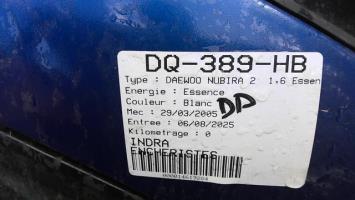 DQ-389-HB
Type : DAEWOO NUBIRA 2 1.6 Essen
Energie : Essence
Couleur : Blanc
DP
Mec : 29/03/2005
Entree : 06/08/2025
Kilometrage : 0
INDRA
ENCHERISTES